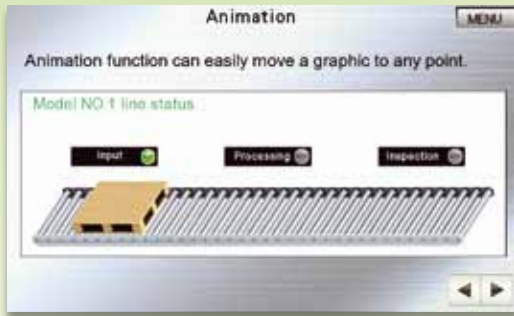 Animation
MENU
Animation function can easily move a graphic to any point.
Model NO.1 line status
Input
Processing
Inspection